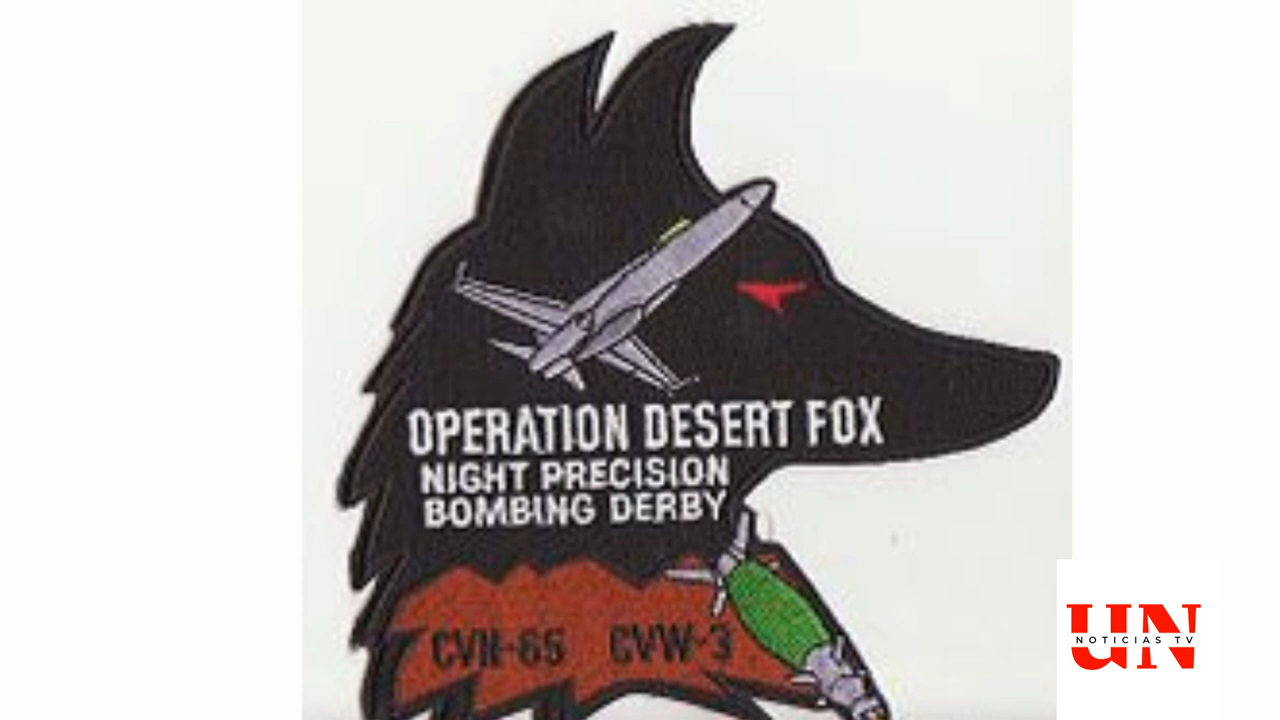 OPERATION DESERT FOX
NIGHT PRECISION
BOMBING DERBY
CVN-65 CVW-3
UN
NOTICIAS TV